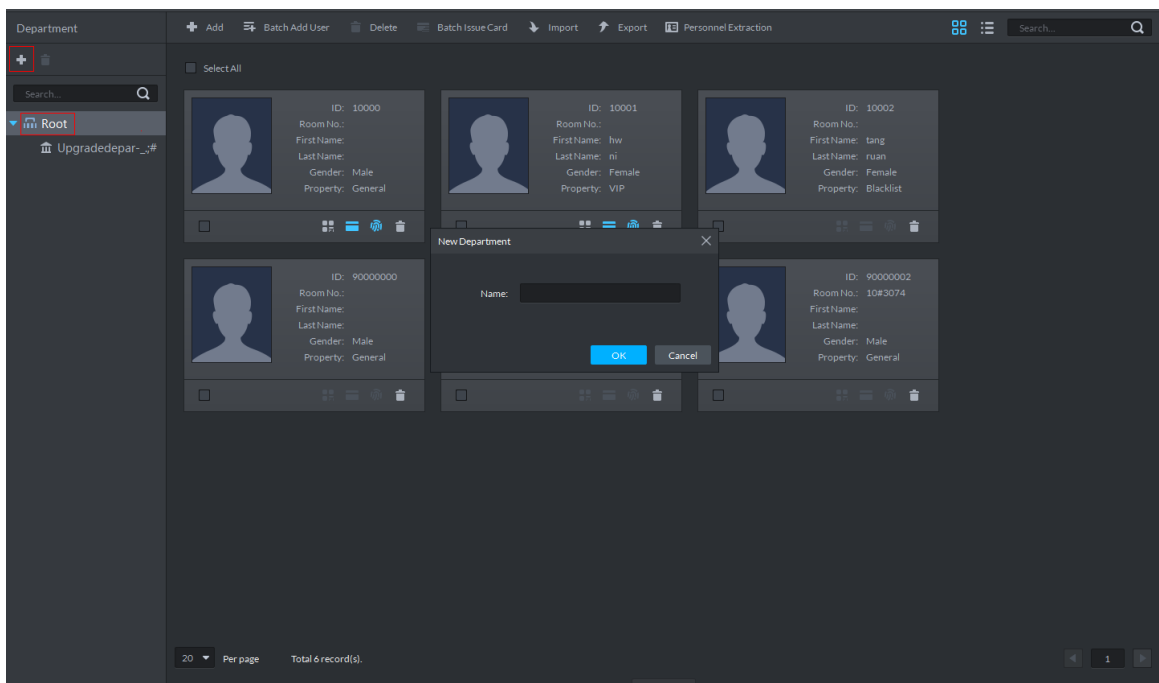 Department
Add Batch Add User Delete Batch Issue Card Import Export Personnel Extraction Search...
Select All
Search...
Root
Upgradedepar-_;#
ID: 10000
Room No.:
First Name:
Last Name:
Gender: Male
Property: General
ID: 10001
Room No.:
First Name: hw
Last Name: ni
Gender: Female
Property: VIP
ID: 10002
Room No.:
First Name: tang
Last Name: ruan
Gender: Female
Property: Blacklist
New Department
Name:
OK Cancel
ID: 90000000
Room No.:
First Name:
Last Name:
Gender: Male
Property: General
ID: 90000002
Room No.: 10#3074
First Name:
Last Name:
Gender: Male
Property: General
20 Per page Total 6 record(s). 1